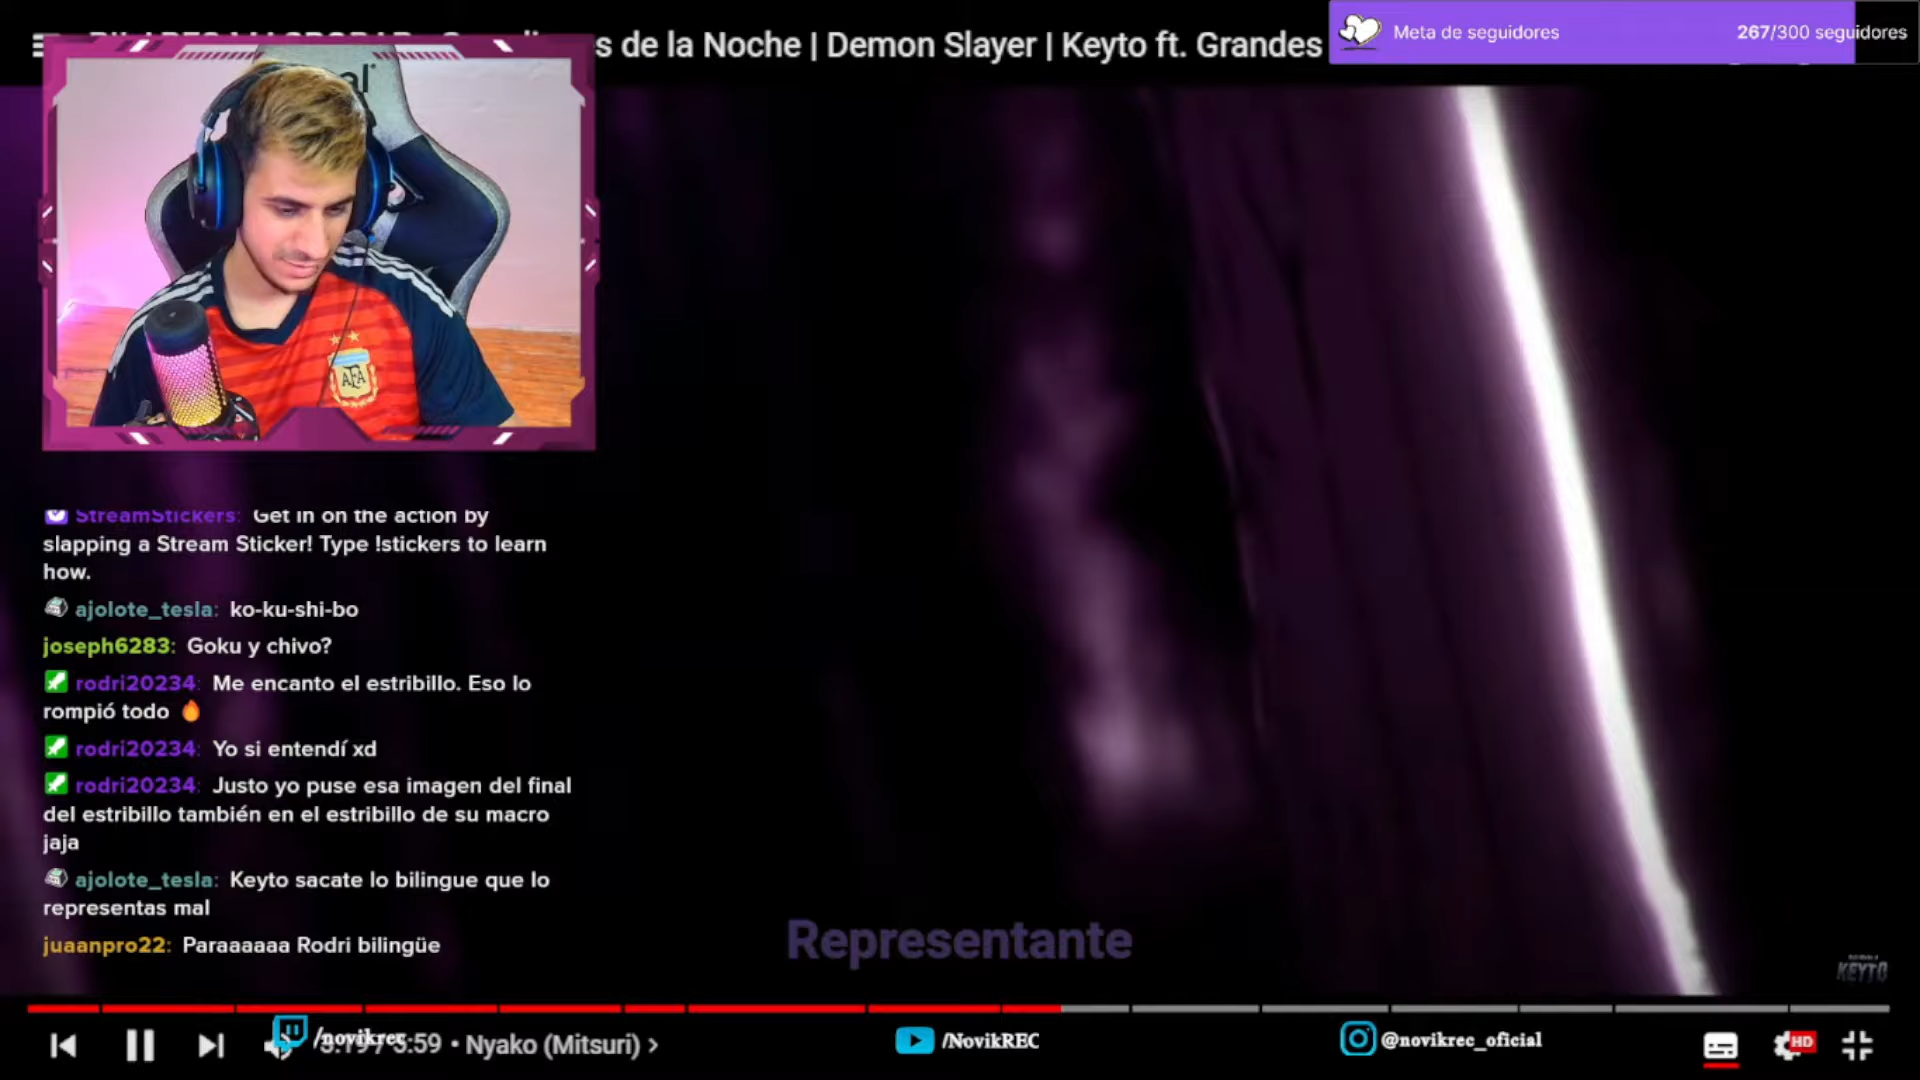 s de la Noche | Demon Slayer | Keyto ft. Grandes
Meta de seguidores
267/300 seguidores
AFA
StreamStickers: Get in on the action by
slapping a Stream Sticker! Type !stickers to learn
how.
ajolote_tesla: ko-ku-shi-bo
joseph6283: Goku y chivo?
rodri20234: Me encanto el estribillo. Eso lo
rompió todo 🔥
rodri20234: Yo si entendí xd
rodri20234: Justo yo puse esa imagen del final
del estribillo también en el estribillo de su macro
jaja
ajolote_tesla: Keyto sacate lo bilingue que lo
representas mal
juaanpro22: Paraaaaaa Rodri bilingüe
Representante
KEYTO
/novikrec
5:59 • Nyako (Mitsuri) >
/NovikREC
@novikrec_oficial
HD